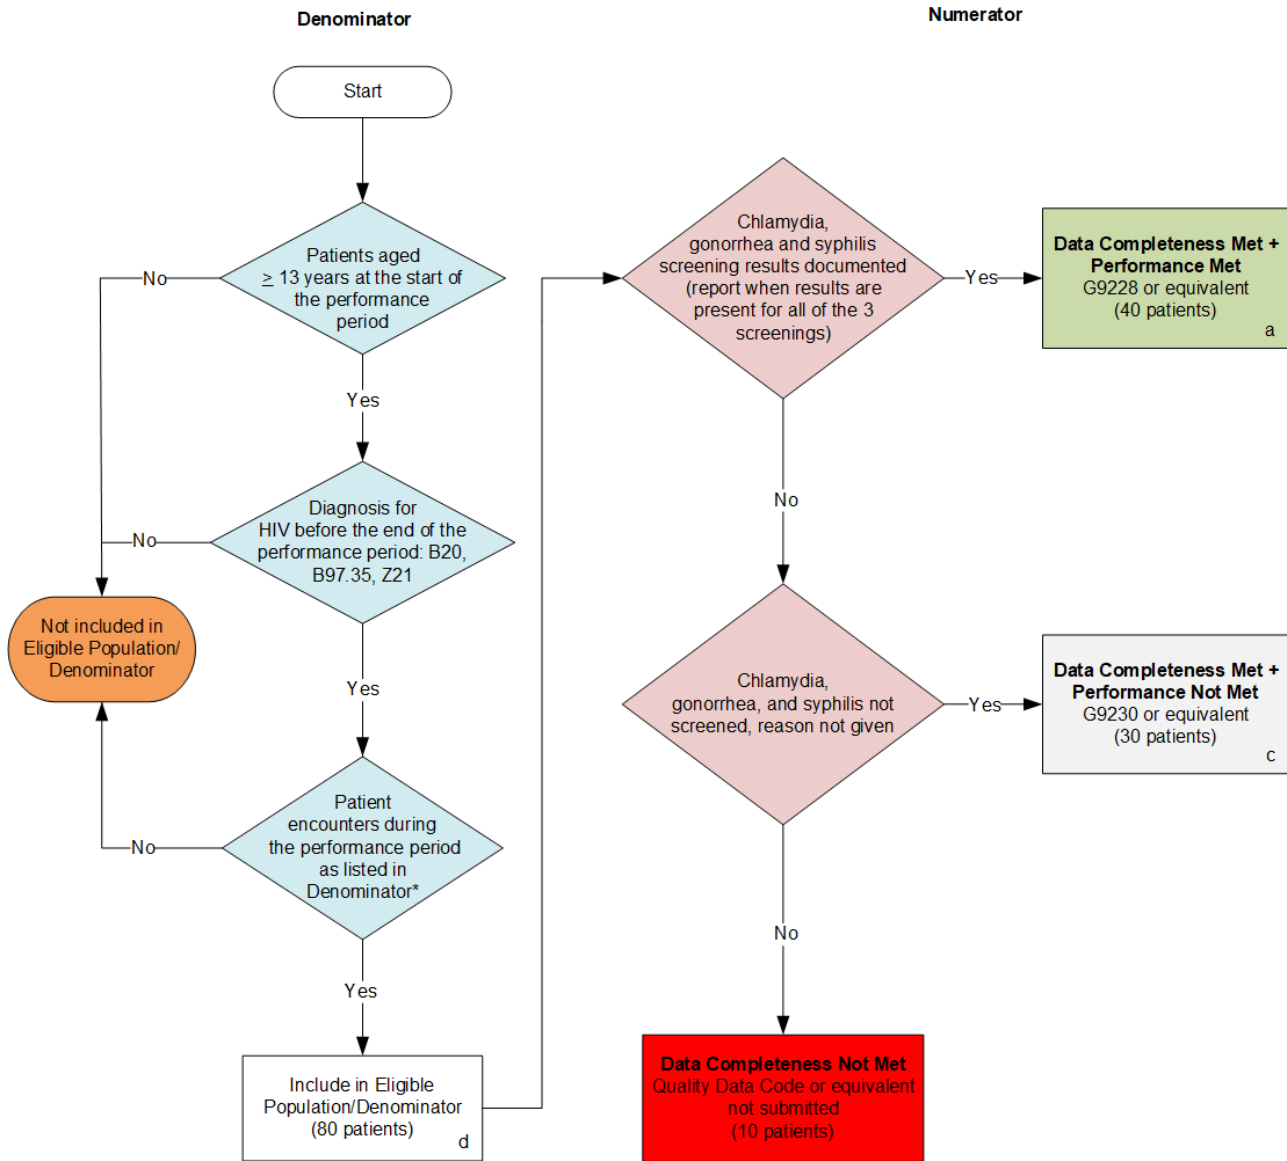 Denominator
Numerator
Start
Patients aged
≥ 13 years at the start of
the performance
period
No
Yes
Diagnosis for
HIV before the end of the
performance period: B20,
B97.35, Z21
No
Not included in
Eligible Population/
Denominator
Yes
Patient
encounters during
the performance period
as listed in
Denominator*
No
Yes
Include in Eligible
Population/Denominator
(80 patients)
d
Chlamydia,
gonorrhea and syphilis
screening results documented
(report when results are
present for all of the 3
screenings)
Yes
Data Completeness Met +
Performance Met
G9228 or equivalent
(40 patients)
a
No
Chlamydia,
gonorrhea, and syphilis not
screened, reason not given
Yes
Data Completeness Met +
Performance Not Met
G9230 or equivalent
(30 patients)
c
No
Data Completeness Not Met
Quality Data Code or equivalent
not submitted
(10 patients)